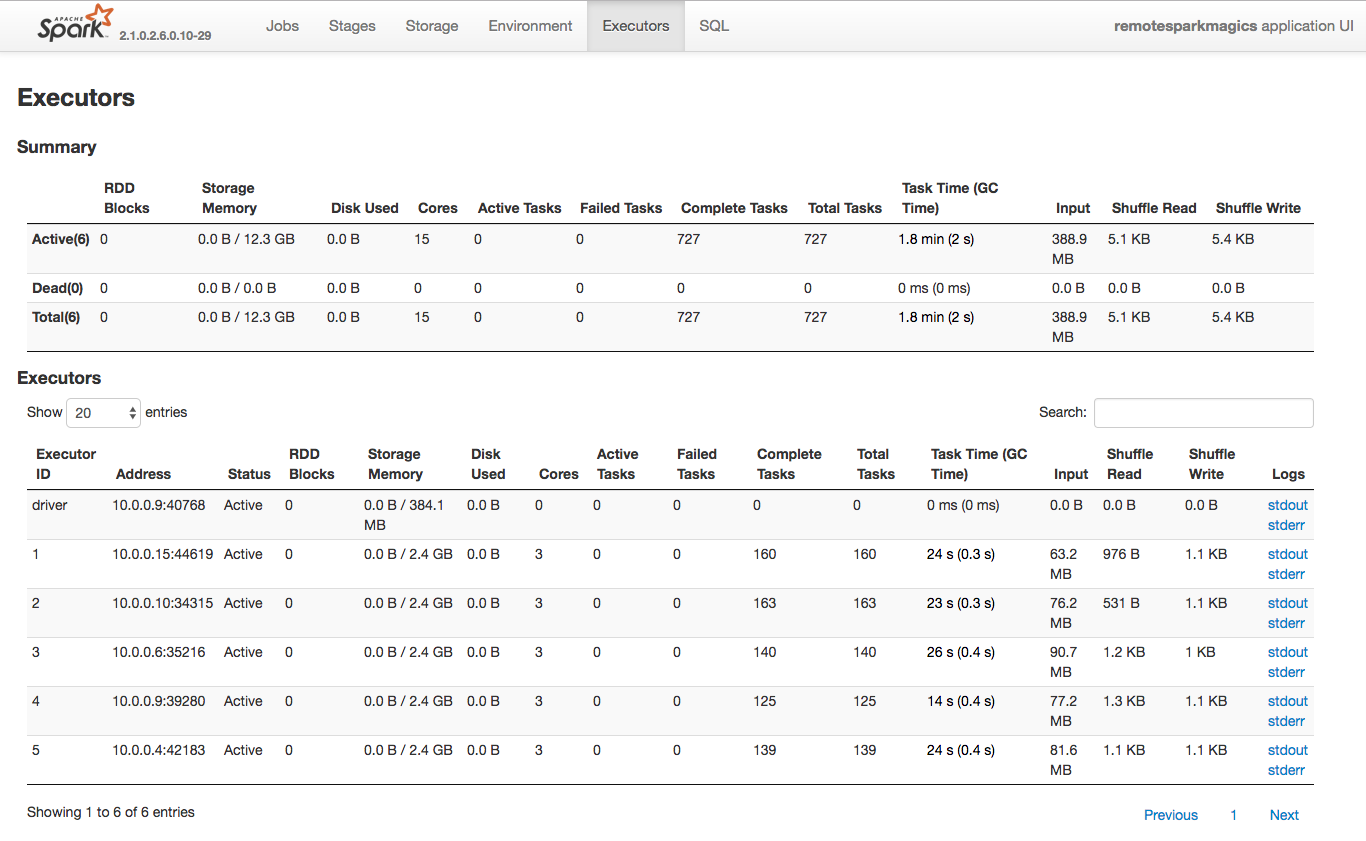 APACHE
Spark 2.1.0.2.6.0.10-29 Jobs Stages Storage Environment Executors SQL remotesparkmagics application UI
Executors
Summary
RDD Blocks Storage Memory Disk Used Cores Active Tasks Failed Tasks Complete Tasks Total Tasks Task Time (GC Time) Input Shuffle Read Shuffle Write
Active(6) 0 0.0 B / 12.3 GB 0.0 B 15 0 0 727 727 1.8 min (2 s) 388.9 MB 5.1 KB 5.4 KB
Dead(0) 0 0.0 B / 0.0 B 0.0 B 0 0 0 0 0 0 ms (0 ms) 0.0 B 0.0 B 0.0 B
Total(6) 0 0.0 B / 12.3 GB 0.0 B 15 0 0 727 727 1.8 min (2 s) 388.9 MB 5.1 KB 5.4 KB
Executors
Show 20 entries Search:
Executor ID Address Status RDD Blocks Storage Memory Disk Used Cores Active Tasks Failed Tasks Complete Tasks Total Tasks Task Time (GC Time) Input Shuffle Read Shuffle Write Logs
driver 10.0.0.9:40768 Active 0 0.0 B / 384.1 MB 0.0 B 0 0 0 0 0 0 ms (0 ms) 0.0 B 0.0 B 0.0 B stdout stderr
1 10.0.0.15:44619 Active 0 0.0 B / 2.4 GB 0.0 B 3 0 0 160 160 24 s (0.3 s) 63.2 MB 976 B 1.1 KB stdout stderr
2 10.0.0.10:34315 Active 0 0.0 B / 2.4 GB 0.0 B 3 0 0 163 163 23 s (0.3 s) 76.2 MB 531 B 1.1 KB stdout stderr
3 10.0.0.6:35216 Active 0 0.0 B / 2.4 GB 0.0 B 3 0 0 140 140 26 s (0.4 s) 90.7 MB 1.2 KB 1 KB stdout stderr
4 10.0.0.9:39280 Active 0 0.0 B / 2.4 GB 0.0 B 3 0 0 125 125 14 s (0.4 s) 77.2 MB 1.3 KB 1.1 KB stdout stderr
5 10.0.0.4:42183 Active 0 0.0 B / 2.4 GB 0.0 B 3 0 0 139 139 24 s (0.4 s) 81.6 MB 1.1 KB 1.1 KB stdout stderr
Showing 1 to 6 of 6 entries Previous 1 Next